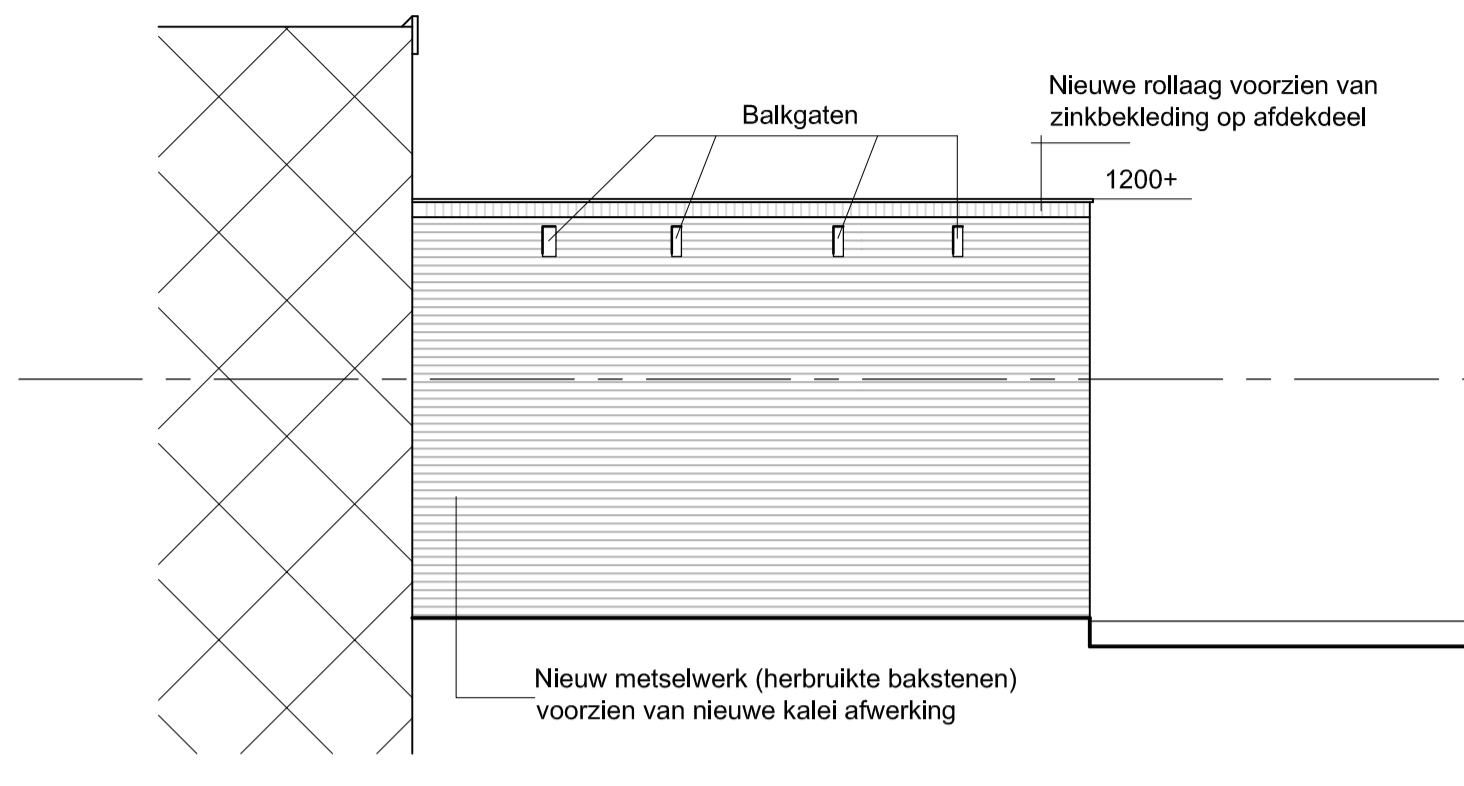 Nieuwe rollaag voorzien van
zinkbekleding op afdekdeel
Balkgaten
1200+
Nieuw metselwerk (herbruikte bakstenen)
voorzien van nieuwe kalei afwerking